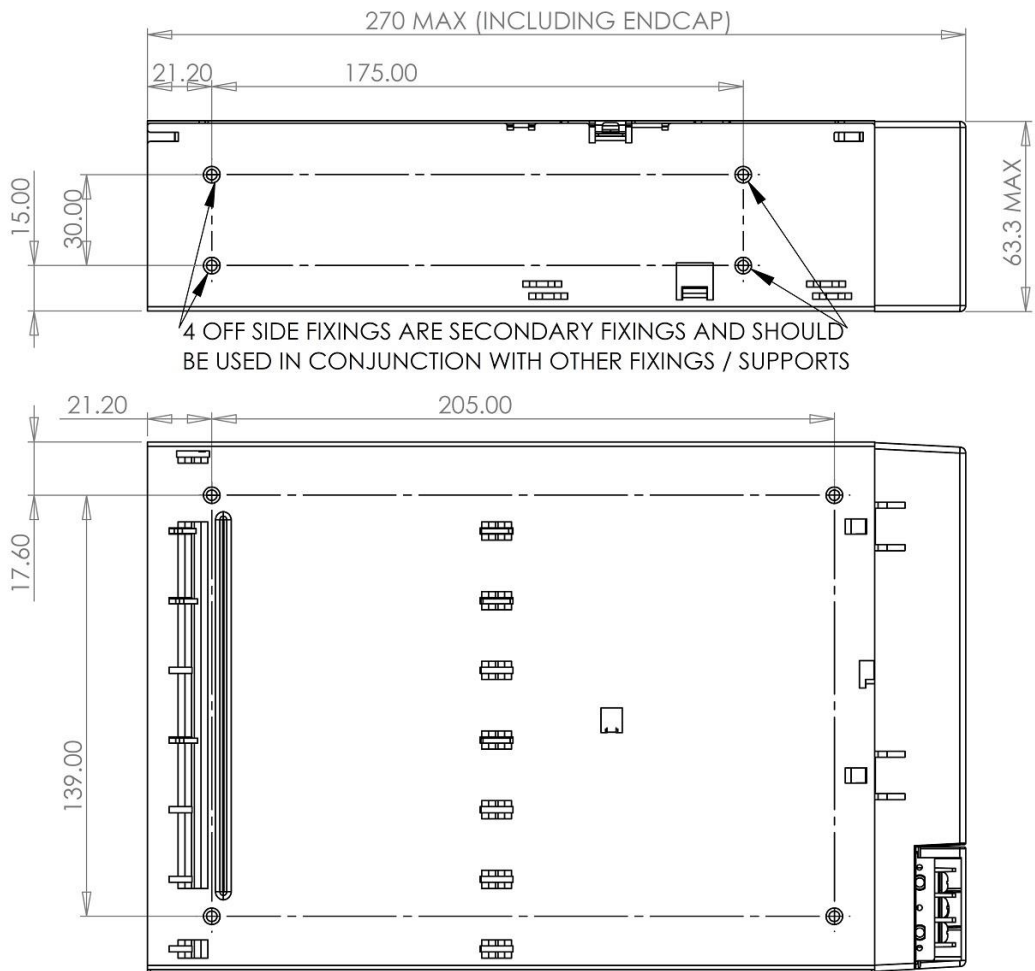 270 MAX (INCLUDING ENDCAP)
21.20
175.00
15.00
30.00
63.3 MAX
4 OFF SIDE FIXINGS ARE SECONDARY FIXINGS AND SHOULD
BE USED IN CONJUNCTION WITH OTHER FIXINGS / SUPPORTS
21.20
205.00
17.60
139.00